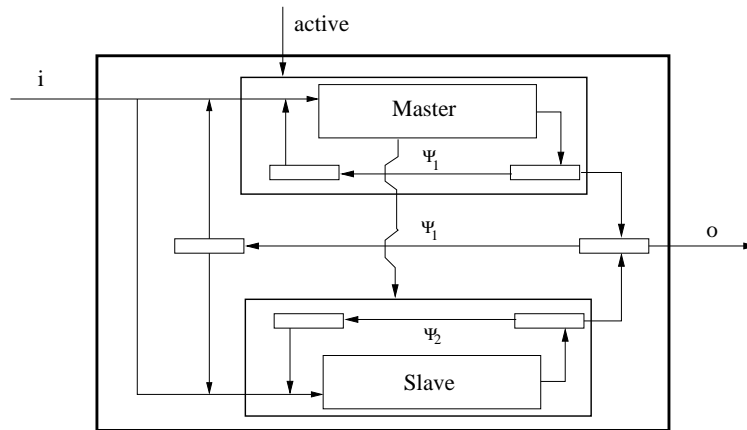 active
i
Master
Ψ1
Ψ1
o
Ψ2
Slave